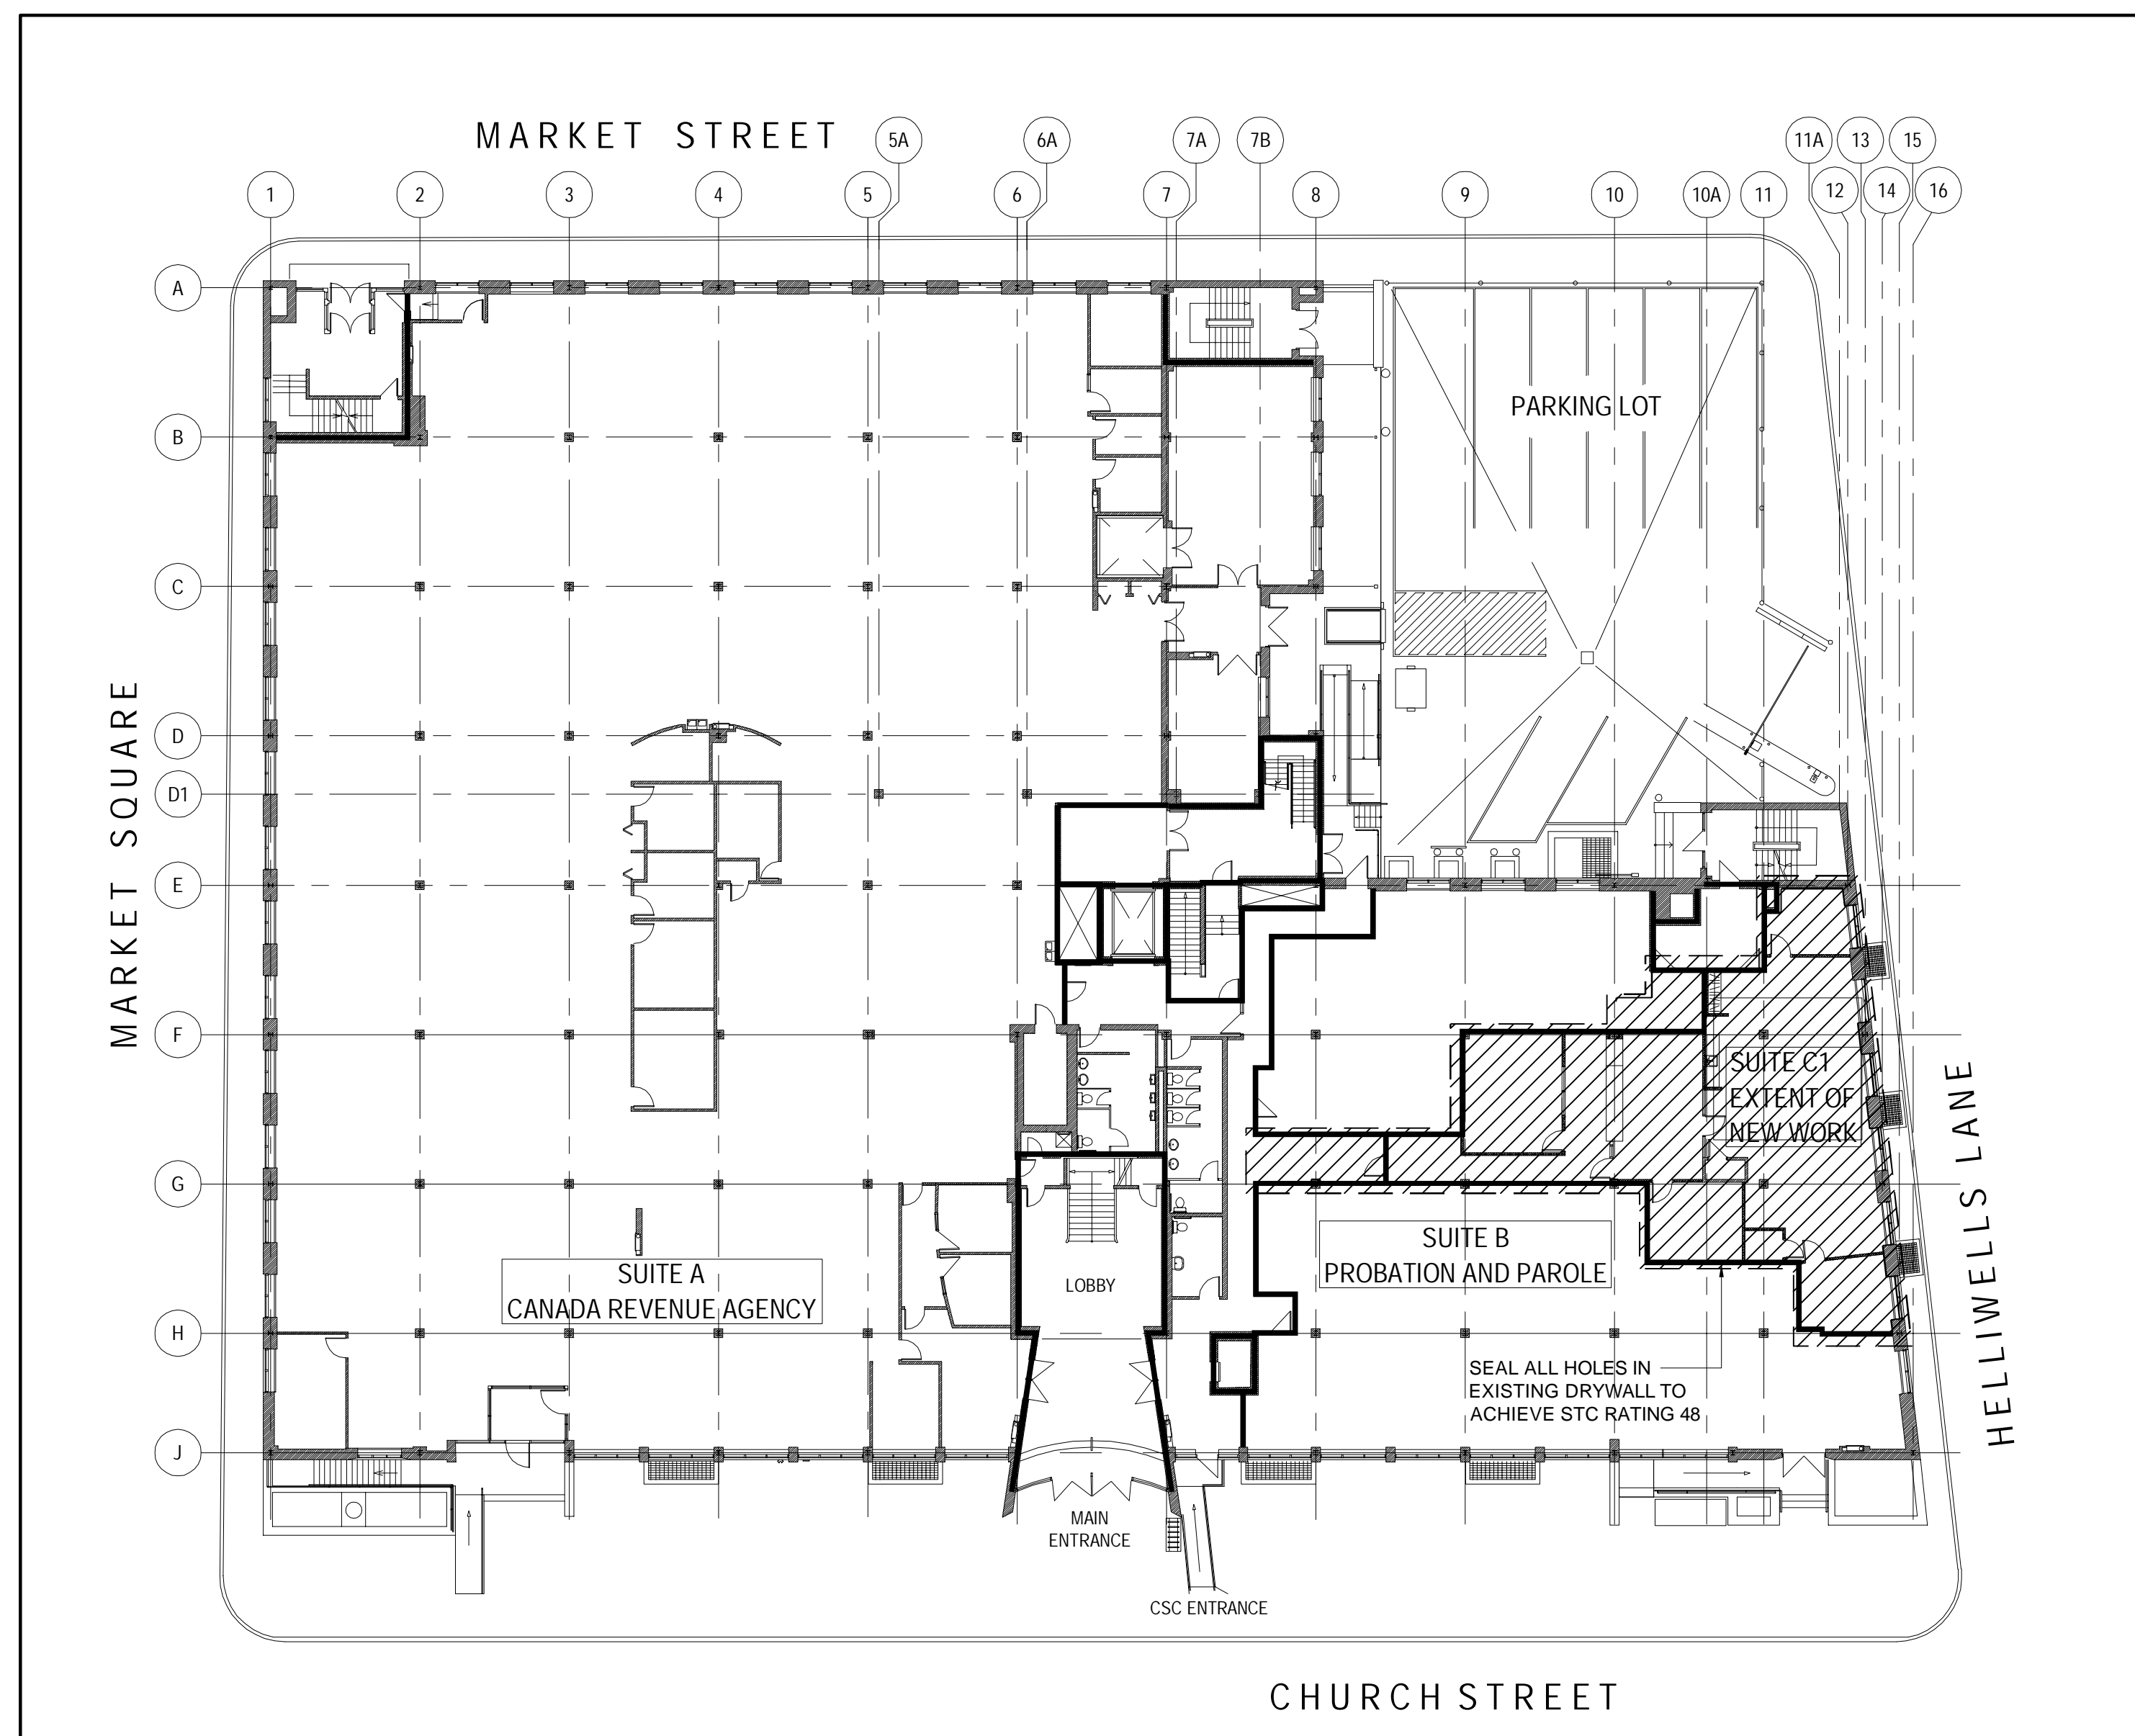 MARKET STREET
5A
6A
7A
7B
11A
13
15
1
2
3
4
5
6
7
8
9
10
10A
11
12
14
16
A
PARKING LOT
B
C
MARKET SQUARE
D
D1
E
F
SUITE C1
EXTENT OF
NEW WORK
HELLIWELLS LANE
G
SUITE B
PROBATION AND PAROLE
SUITE A
CANADA REVENUE AGENCY
LOBBY
H
SEAL ALL HOLES IN
EXISTING DRYWALL TO
ACHIEVE STC RATING 48
J
MAIN
ENTRANCE
CSC ENTRANCE
CHURCH STREET